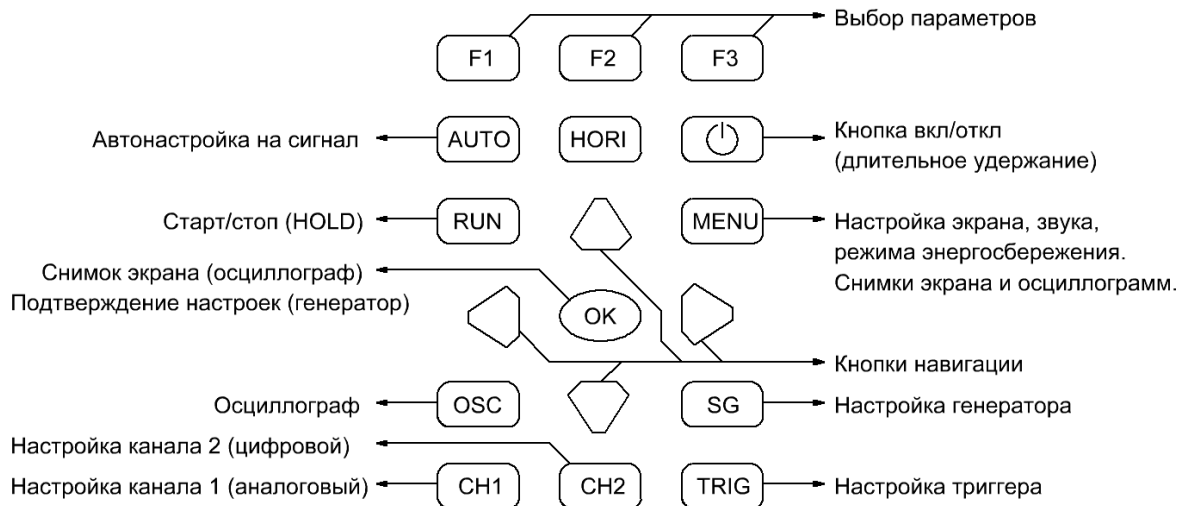 Выбор параметров
F1 F2 F3
Автонастройка на сигнал
AUTO HORI
Кнопка вкл/откл
(длительное удержание)
Старт/стоп (HOLD)
RUN
MENU
Настройка экрана, звука,
режима энергосбережения.
Снимки экрана и осциллограмм.
Снимок экрана (осциллограф)
Подтверждение настроек (генератор)
OK
Кнопки навигации
Осциллограф
OSC
SG
Настройка генератора
Настройка канала 2 (цифровой)
Настройка канала 1 (аналоговый)
CH1 CH2 TRIG
Настройка триггера